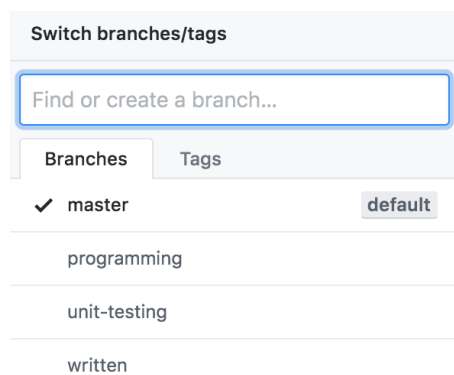 Switch branches/tags
Find or create a branch...
Branches Tags
master default
programming
unit-testing
written